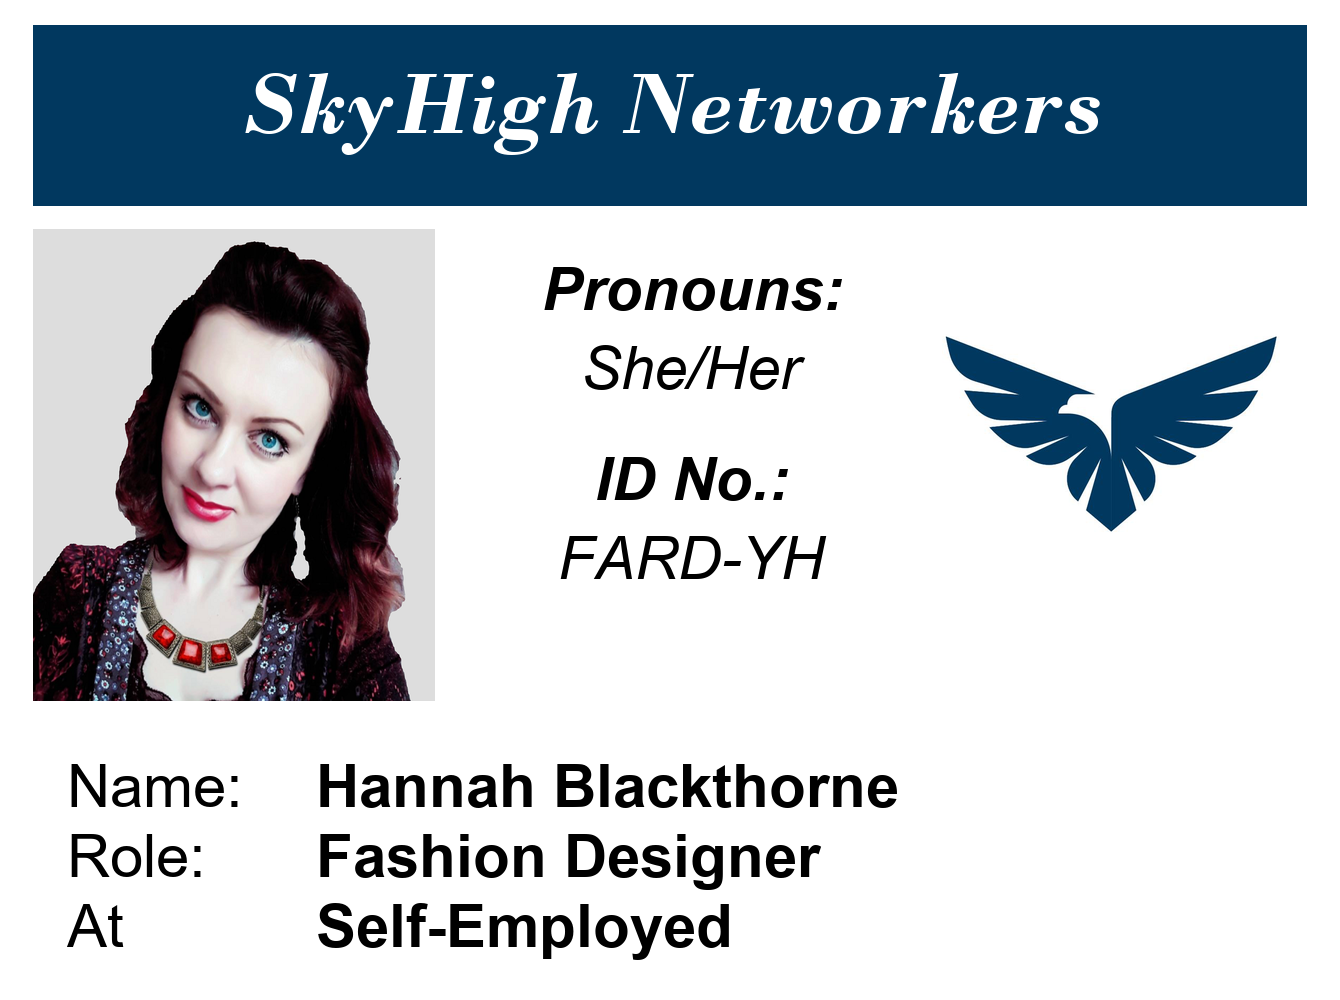 SkyHigh Networkers
Pronouns:
She/Her
ID No.:
FARD-YH
Name: Hannah Blackthorne
Role: Fashion Designer
At Self-Employed